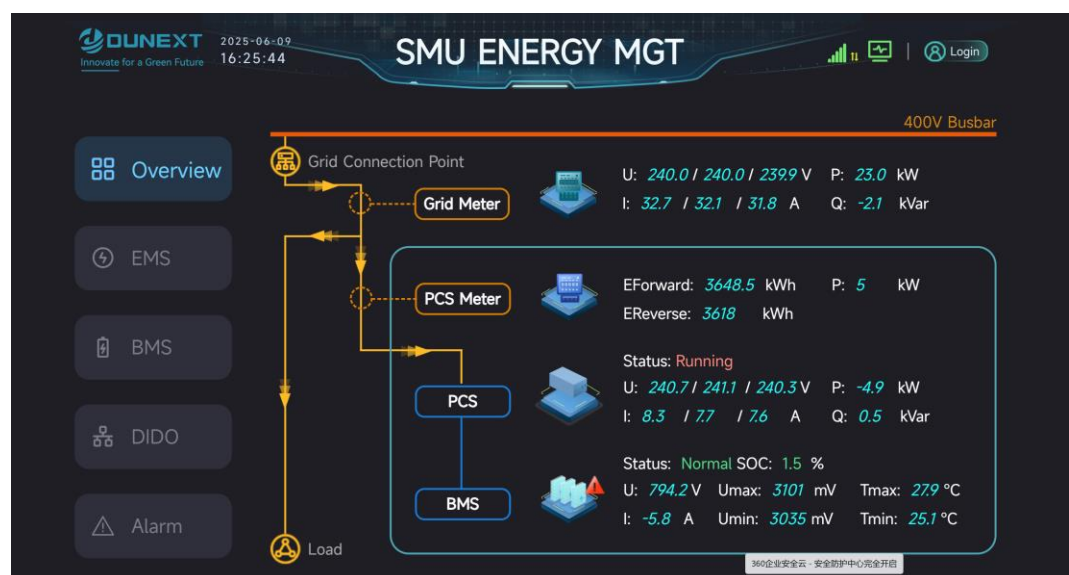 DUNEXT
Innovate for a Green Future
2025-06-09
16:25:44
SMU ENERGY MGT
Login
400V Busbar
Overview
EMS
BMS
DIDO
Alarm
Grid Connection Point
Grid Meter
U: 240.0 / 240.0 / 239.9 V P: 23.0 kW
I: 32.7 / 32.1 / 31.8 A Q: -2.1 kVar
PCS Meter
EForward: 3648.5 kWh P: 5 kW
EReverse: 3618 kWh
PCS
Status: Running
U: 240.7 / 241.1 / 240.3 V P: -4.9 kW
I: 8.3 / 7.7 / 7.6 A Q: 0.5 kVar
BMS
Status: Normal SOC: 1.5 %
U: 794.2 V Umax: 3101 mV Tmax: 27.9 °C
I: -5.8 A Umin: 3035 mV Tmin: 25.1 °C
Load
360企业安全云 - 安全防护中心完全开启